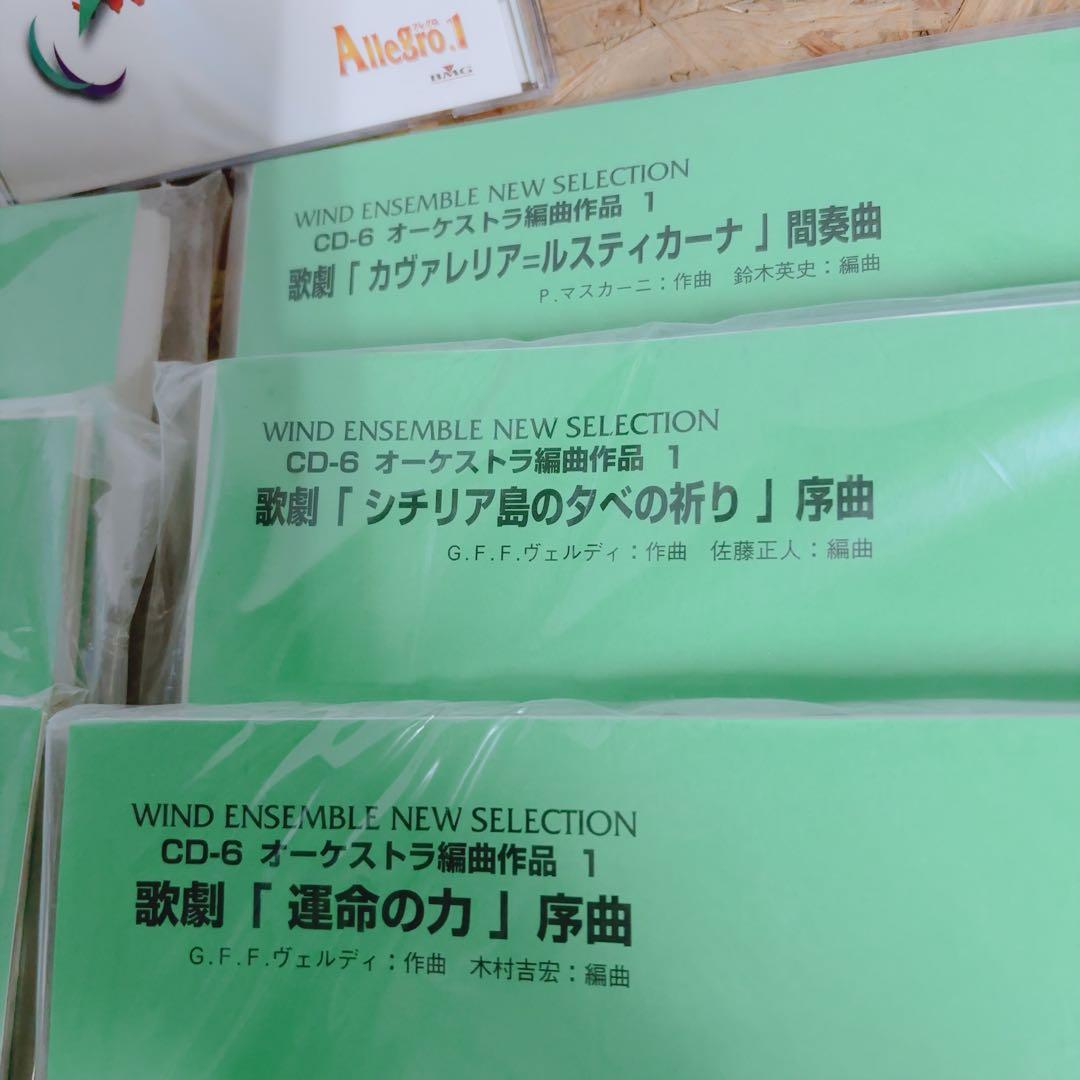 アレグロ
Allegro.1
BMG
WIND ENSEMBLE NEW SELECTION
CD-6 オーケストラ編曲作品 1
歌劇「 カヴァレリア=ルスティカーナ 」間奏曲
P.マスカーニ：作曲 鈴木英史：編曲
WIND ENSEMBLE NEW SELECTION
CD-6 オーケストラ編曲作品 1
歌劇「 シチリア島の夕べの祈り 」序曲
G.F.F.ヴェルディ：作曲 佐藤正人：編曲
WIND ENSEMBLE NEW SELECTION
CD-6 オーケストラ編曲作品 1
歌劇「 運命の力 」序曲
G.F.F.ヴェルディ：作曲 木村吉宏：編曲